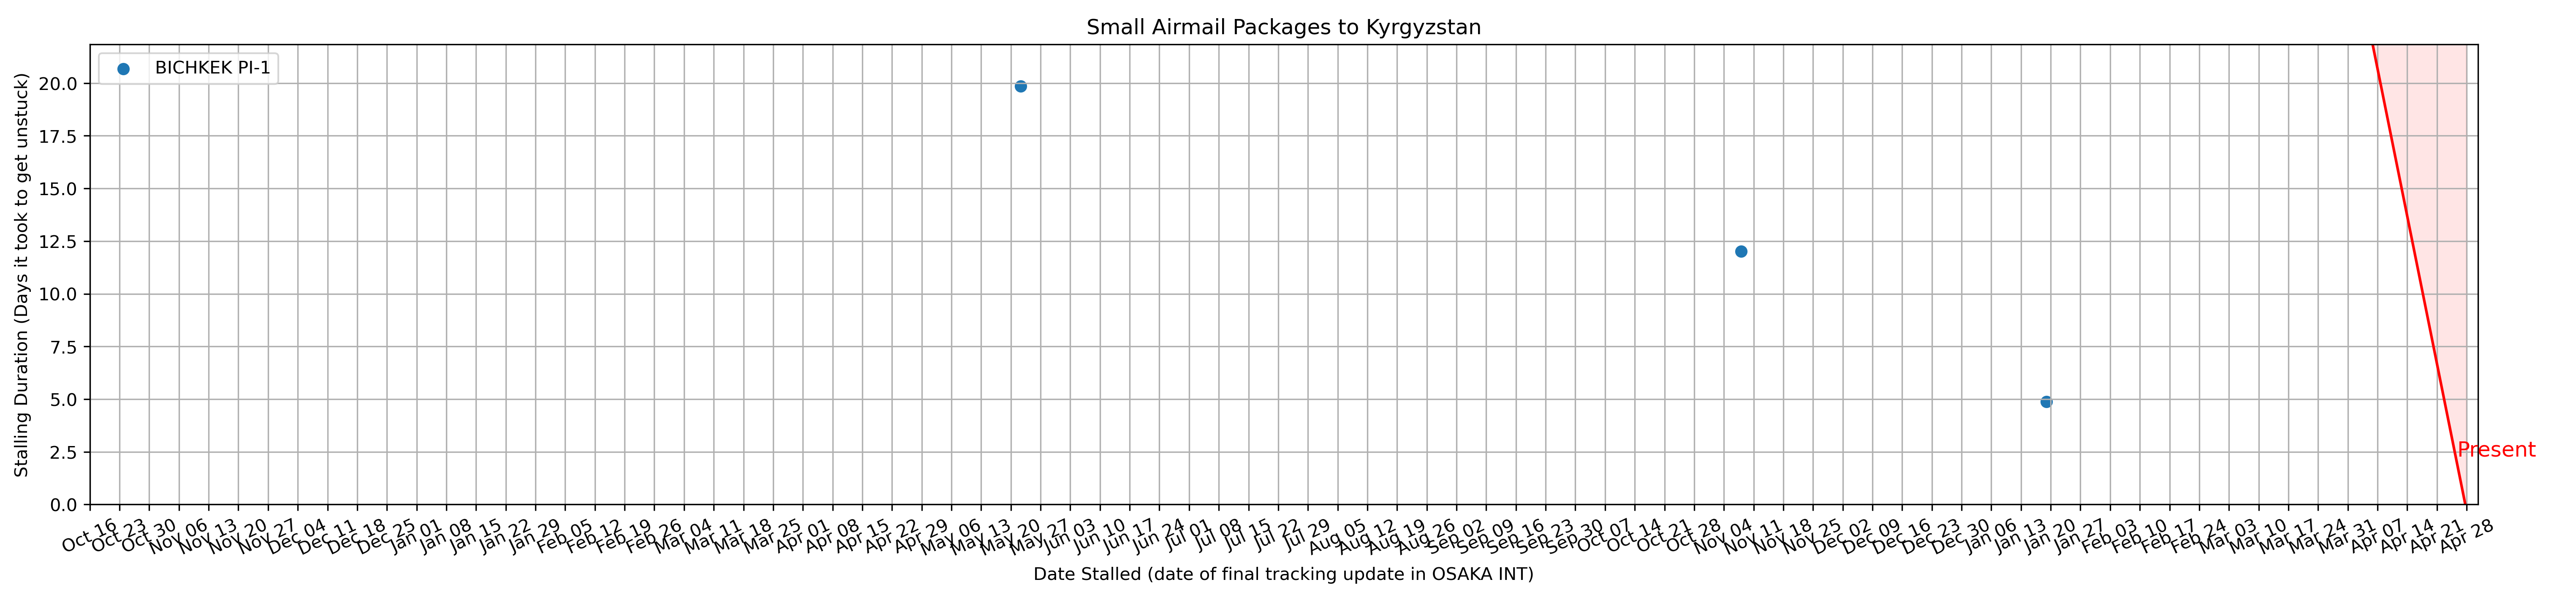 Small Airmail Packages to Kyrgyzstan
BICHKEK PI-1
Stalling Duration (Days it took to get unstuck)
20.0
17.5
15.0
12.5
10.0
7.5
5.0
2.5
0.0
Present
Oct 16
Oct 23
Oct 30
Nov 06
Nov 13
Nov 20
Nov 27
Dec 04
Dec 11
Dec 18
Dec 25
Jan 01
Jan 08
Jan 15
Jan 22
Jan 29
Feb 05
Feb 12
Feb 19
Feb 26
Mar 04
Mar 11
Mar 18
Mar 25
Apr 01
Apr 08
Apr 15
Apr 22
Apr 29
May 06
May 13
May 20
May 27
Jun 03
Jun 10
Jun 17
Jun 24
Jul 01
Jul 08
Jul 15
Jul 22
Jul 29
Aug 05
Aug 12
Aug 19
Aug 26
Sep 02
Sep 09
Sep 16
Sep 23
Sep 30
Oct 07
Oct 14
Oct 21
Oct 28
Nov 04
Nov 11
Nov 18
Nov 25
Dec 02
Dec 09
Dec 16
Dec 23
Dec 30
Jan 06
Jan 13
Jan 20
Jan 27
Feb 03
Feb 10
Feb 17
Feb 24
Mar 03
Mar 10
Mar 17
Mar 24
Mar 31
Apr 07
Apr 14
Apr 21
Apr 28
Date Stalled (date of final tracking update in OSAKA INT)